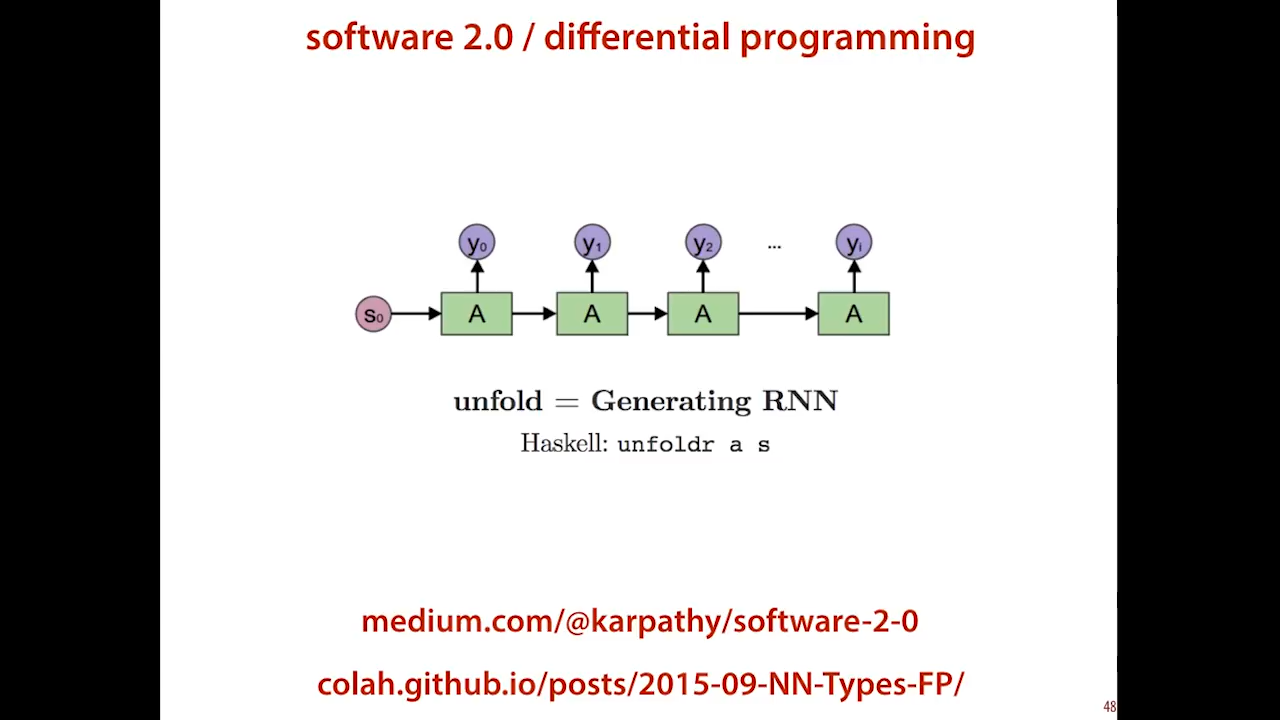 software 2.0 / differential programming
y₀ y₁ y₂ ... yᵢ
s₀ A A A A
unfold = Generating RNN
Haskell: unfoldr a s
medium.com/@karpathy/software-2-0
colah.github.io/posts/2015-09-NN-Types-FP/
48